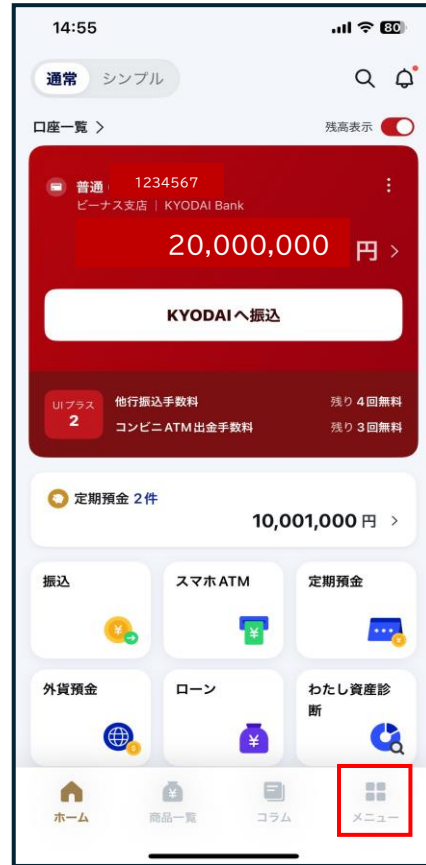 14:55
80
通常 シンプル
口座一覧 >
残高表示
普通 1234567
ビーナス支店 | KYODAI Bank
20,000,000 円 >
KYODAIへ振込
UIプラス
2
他行振込手数料 残り 4回無料
コンビニATM出金手数料 残り 3回無料
定期預金 2件
10,001,000 円 >
振込 スマホATM 定期預金
外貨預金 ローン わたし資産診
断
ホーム 商品一覧 コラム メニュー